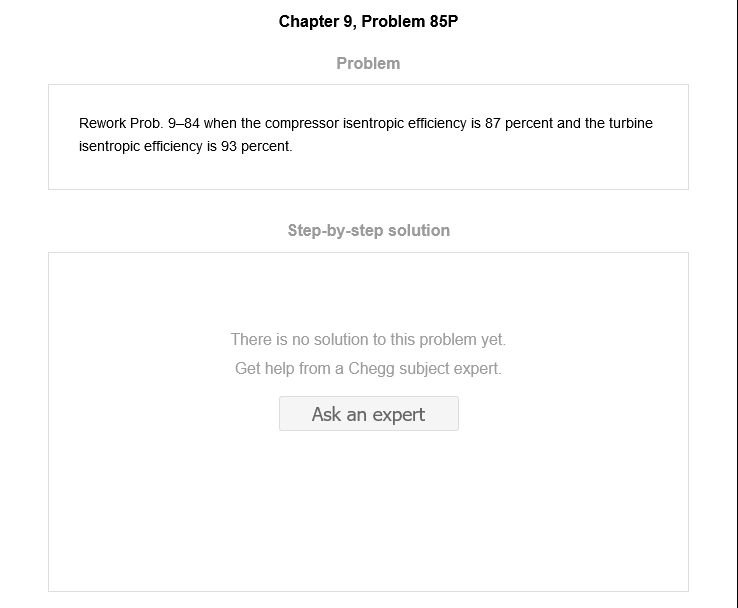 Chapter 9, Problem 85P
Problem
Rework Prob. 9–84 when the compressor isentropic efficiency is 87 percent and the turbine
isentropic efficiency is 93 percent.
Step-by-step solution
There is no solution to this problem yet.
Get help from a Chegg subject expert.
Ask an expert